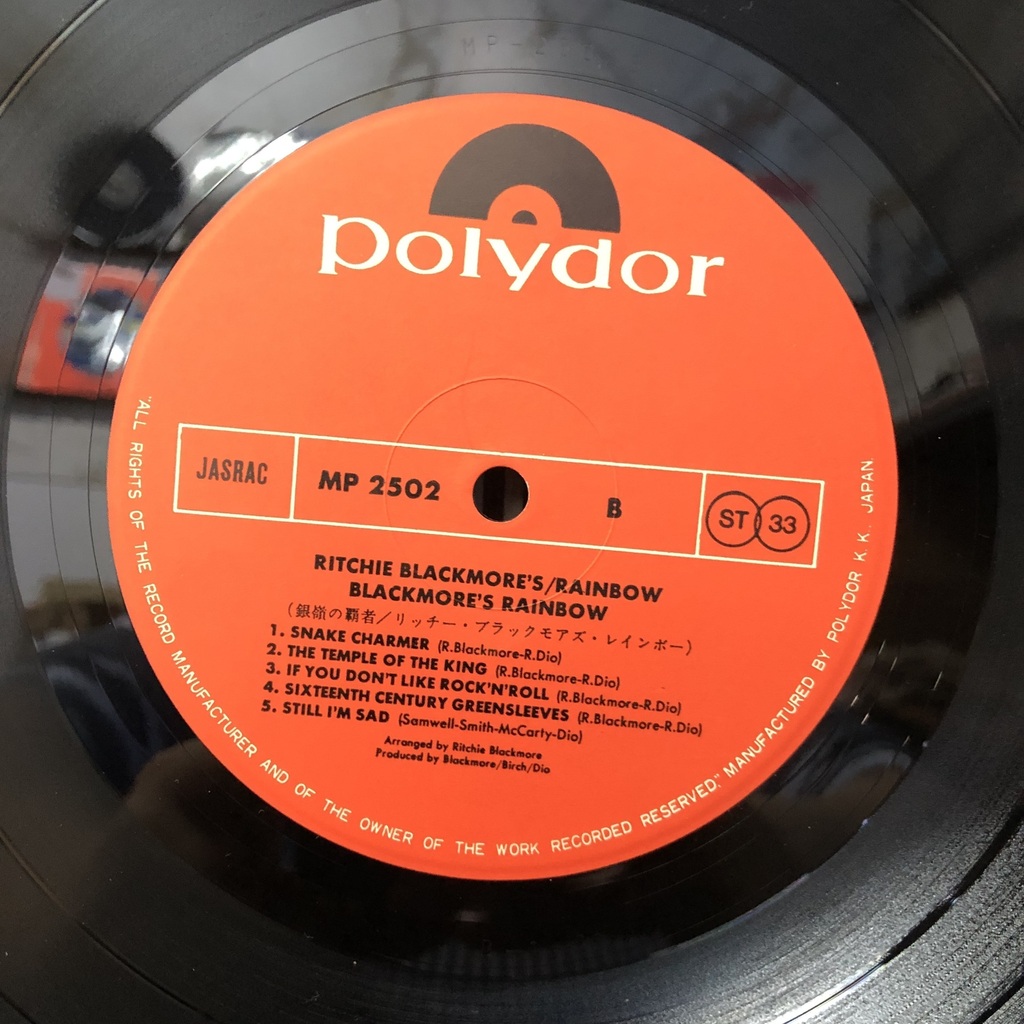 polydor
JASRAC
MP 2502
B
ST 33
RITCHIE BLACKMORE'S/RAINBOW
BLACKMORE'S RAINBOW
(銀嶺の覇者/リッチー・ブラックモアズ・レインボー)
1. SNAKE CHARMER (R.Blackmore-R.Dio)
2. THE TEMPLE OF THE KING (R.Blackmore-R.Dio)
3. IF YOU DON'T LIKE ROCK'N'ROLL (R.Blackmore-R.Dio)
4. SIXTEENTH CENTURY GREENSLEEVES (R.Blackmore-R.Dio)
5. STILL I'M SAD (Samwell-Smith-McCarty-Dio)
Arranged by Ritchie Blackmore
Produced by Blackmore/Birch/Dio
"ALL RIGHTS OF THE RECORD MANUFACTURER AND OF THE OWNER OF THE WORK RECORDED RESERVED." MANUFACTURED BY POLYDOR K.K., JAPAN